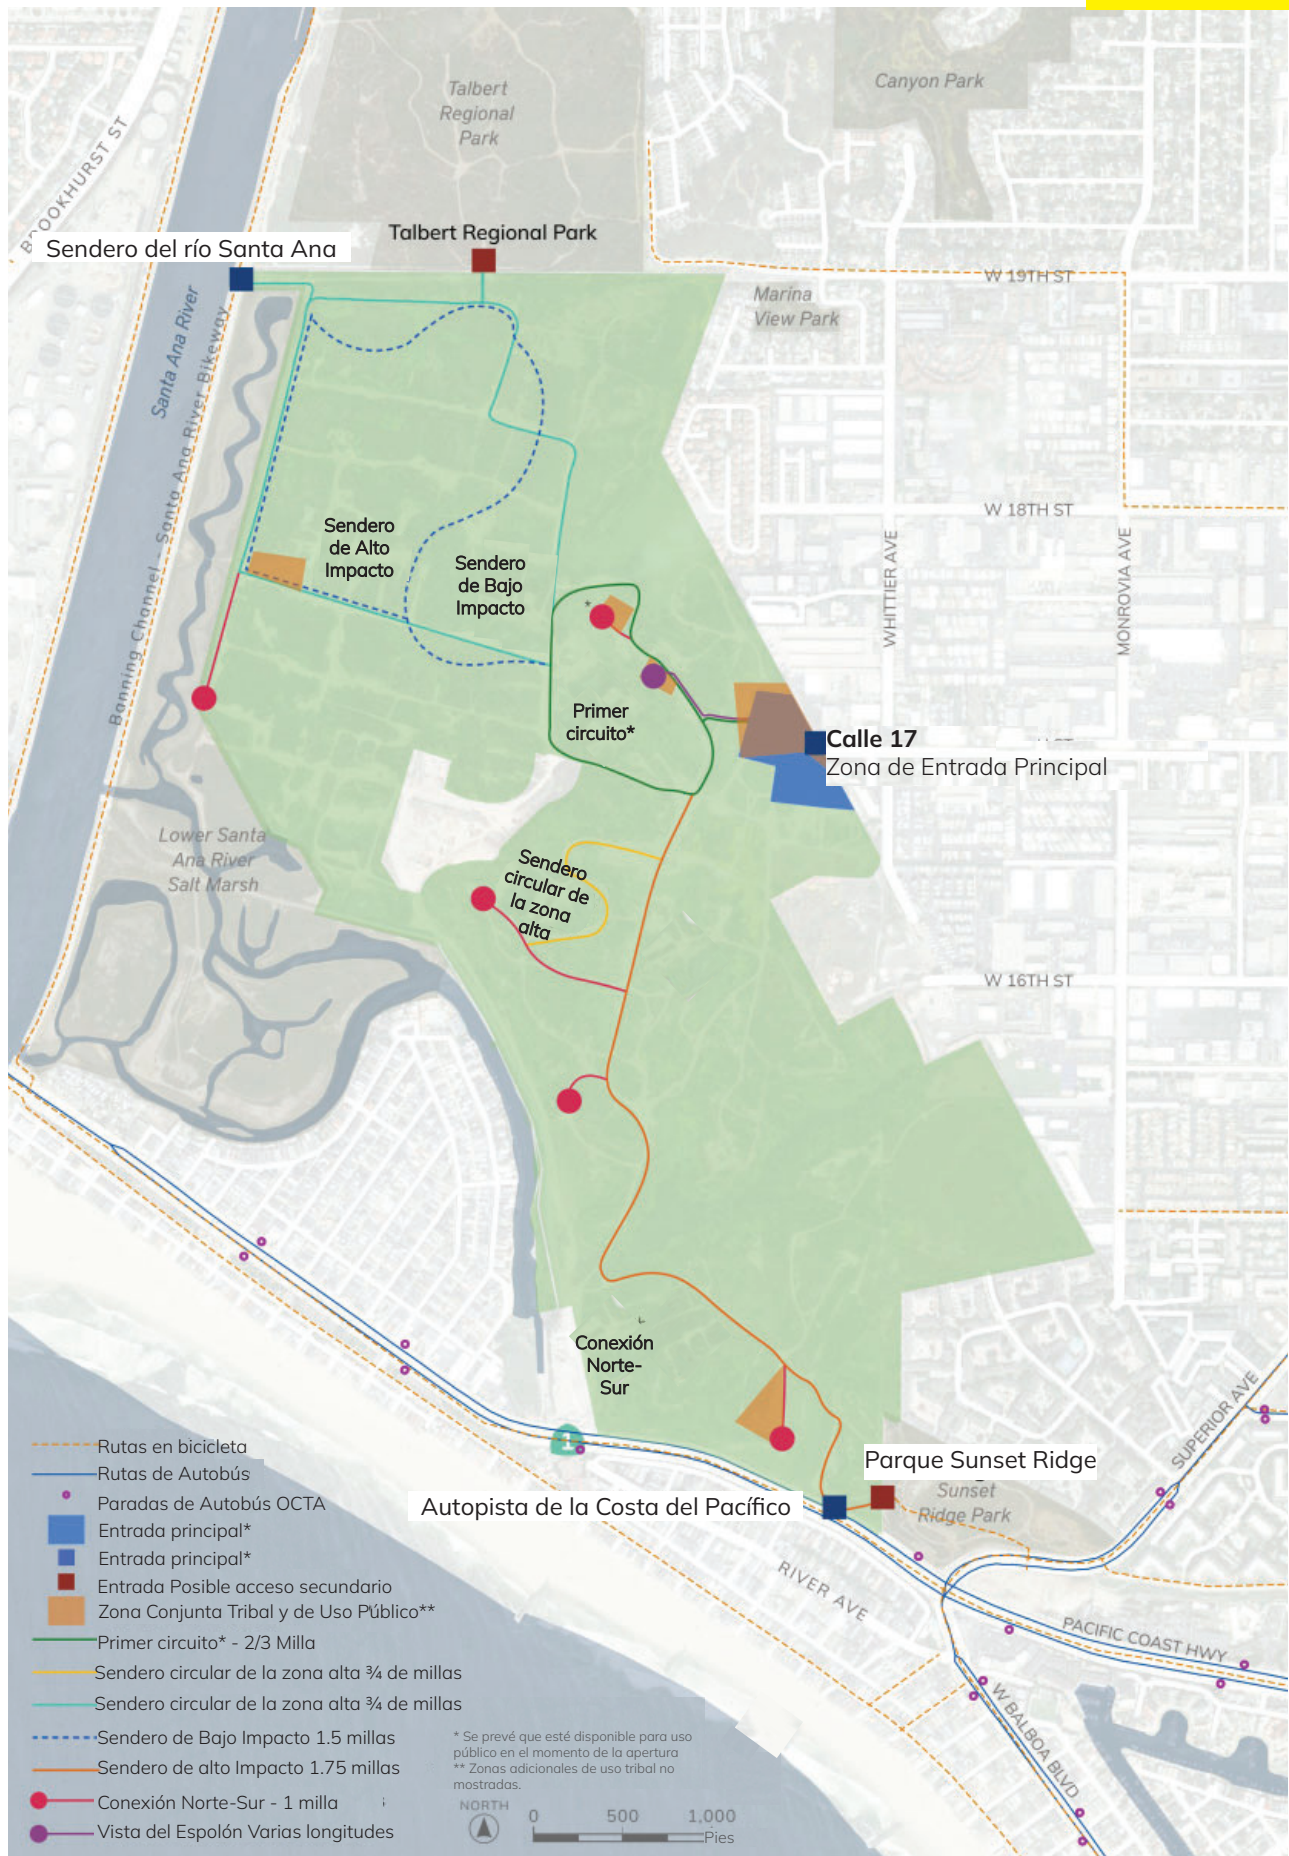 Talbert
Regional
Park
Canyon Park
BROOKHURST ST
Sendero del río Santa Ana
Talbert Regional Park
W 19TH ST
Marina
View Park
Santa Ana River
Banning Channel - Santa Ana River Bikeway
W 18TH ST
WHITTIER AVE
MONROVIA AVE
Sendero
de Alto
Impacto
Sendero
de Bajo
Impacto
*
Primer
circuito*
Calle 17
Zona de Entrada Principal
Lower Santa
Ana River
Salt Marsh
Sendero
circular de
la zona
alta
W 16TH ST
Conexión
Norte-
Sur
1
SUPERIOR AVE
Parque Sunset Ridge
Sunset
Ridge Park
Autopista de la Costa del Pacífico
RIVER AVE
PACIFIC COAST HWY
W BALBOA BLVD
Rutas en bicicleta
Rutas de Autobús
Paradas de Autobús OCTA
Entrada principal*
Entrada principal*
Entrada Posible acceso secundario
Zona Conjunta Tribal y de Uso Público**
Primer circuito* - 2/3 Milla
Sendero circular de la zona alta ¾ de millas
Sendero circular de la zona alta ¾ de millas
Sendero de Bajo Impacto 1.5 millas
Sendero de alto Impacto 1.75 millas
Conexión Norte-Sur - 1 milla
Vista del Espolón Varias longitudes
* Se prevé que esté disponible para uso
público en el momento de la apertura
** Zonas adicionales de uso tribal no
mostradas.
NORTH
0 500 1,000
Pies